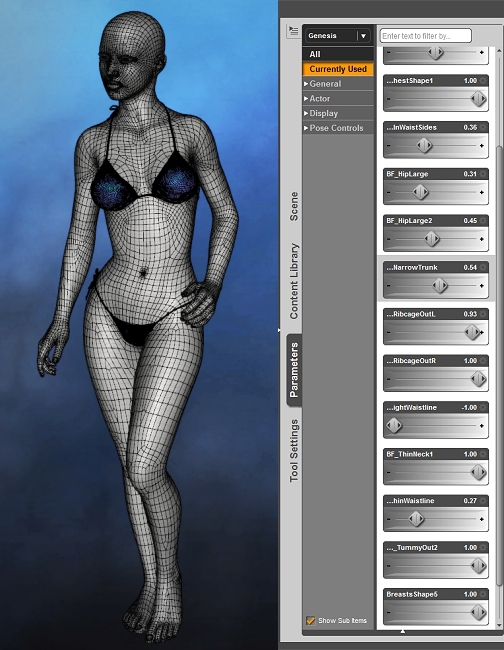 Genesis
Enter text to filter by...
All
Currently Used
General
Actor
Display
Pose Controls
Scene
Content Library
Parameters
Tool Settings
Show Sub Items
...hestShape1 1.00
...InWaistSides 0.36
BF_HipLarge 0.31
BF_HipLarge2 0.45
...NarrowTrunk 0.54
...RibcageOutL 0.93
...RibcageOutR 1.00
...ightWaistline -1.00
BF_ThinNeck1 1.00
...hinWaistline 0.27
..._TummyOut2 1.00
BreastsShape5 1.00